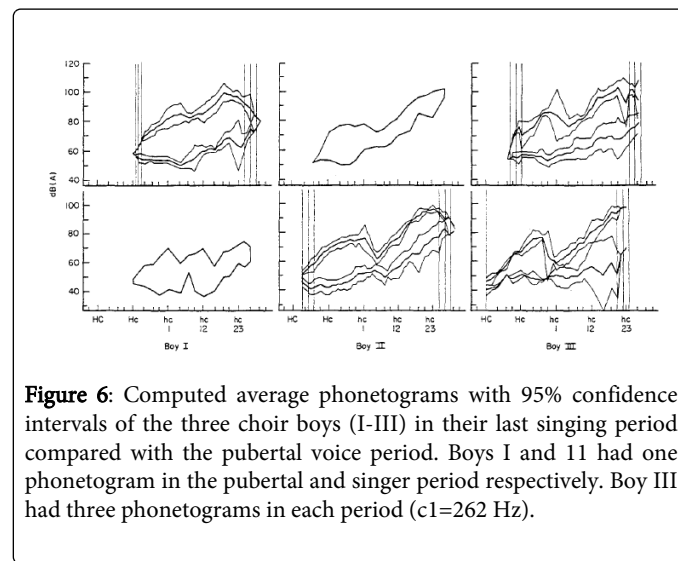 120
100
80
60
40
dB(A)
100
80
60
40
HC Hc hc hc hc HC Hc hc hc hc HC Hc hc hc hc
1 12 23 1 12 23 1 12 23
Boy I Boy II Boy III
Figure 6: Computed average phonetograms with 95% confidence
intervals of the three choir boys (I-III) in their last singing period
compared with the pubertal voice period. Boys I and 11 had one
phonetogram in the pubertal and singer period respectively. Boy III
had three phonetograms in each period (c1=262 Hz).